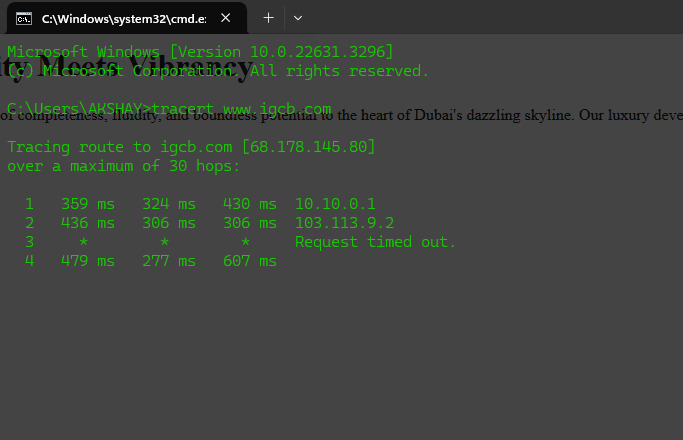 C:\Windows\system32\cmd.e
Microsoft Windows [Version 10.0.22631.3296]
ity Meets Vibrency
(c) Microsoft Corporation. All rights reserved.
C:\Users\AKSHAY>tracert www.igcb.com
of completeness, fluidity, and boundless potential to the heart of Dubai's dazzling skyline. Our luxury deve
Tracing route to igcb.com [68.178.145.80]
over a maximum of 30 hops:
1 359 ms 324 ms 430 ms 10.10.0.1
2 436 ms 306 ms 306 ms 103.113.9.2
3 * * * Request timed out.
4 479 ms 277 ms 607 ms